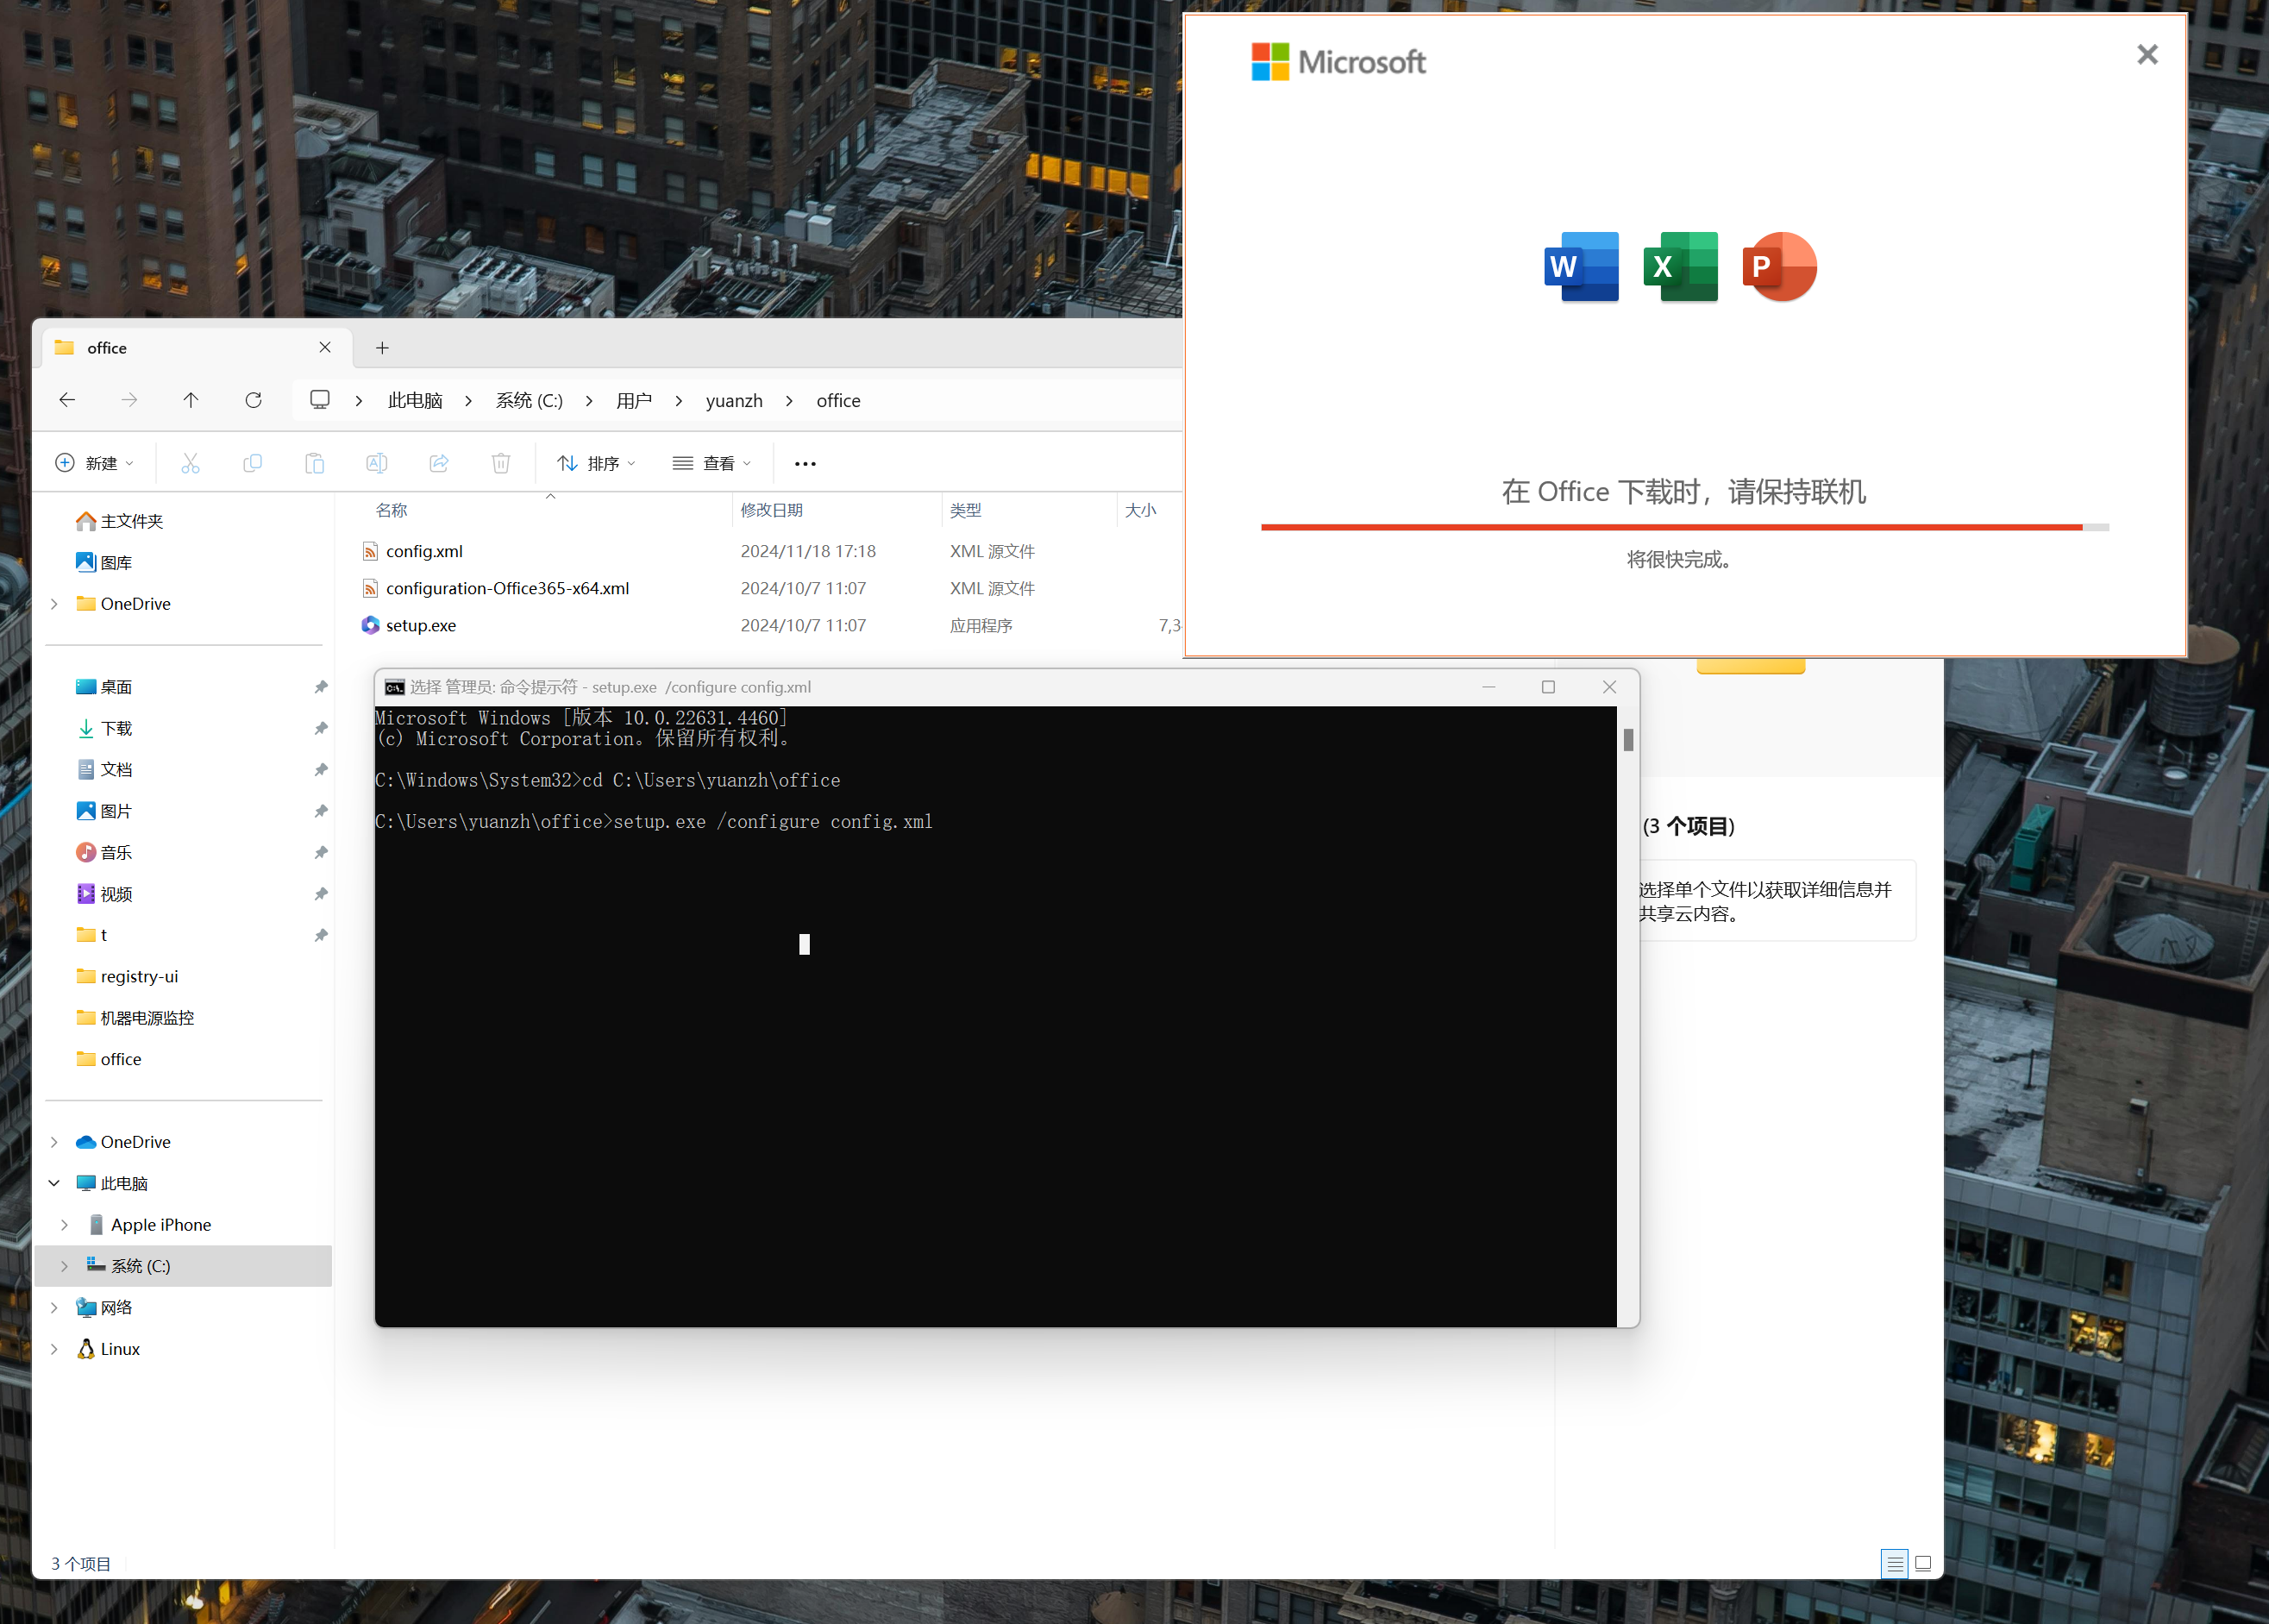 Microsoft
W X P
在 Office 下载时，请保持联机
将很快完成。
office
此电脑 > 系统 (C:) > 用户 > yuanzh > office
新建
排序
查看
名称 修改日期 类型 大小
config.xml 2024/11/18 17:18 XML 源文件
configuration-Office365-x64.xml 2024/10/7 11:07 XML 源文件
setup.exe 2024/10/7 11:07 应用程序 7,3
主文件夹
图库
OneDrive
桌面
下载
文档
图片
音乐
视频
t
registry-ui
机器电源监控
office
OneDrive
此电脑
Apple iPhone
系统 (C:)
网络
Linux
3 个项目
选择 管理员: 命令提示符 - setup.exe  /configure config.xml
Microsoft Windows [版本 10.0.22631.4460]
(c) Microsoft Corporation。保留所有权利。
C:\Windows\System32>cd C:\Users\yuanzh\office
C:\Users\yuanzh\office>setup.exe /configure config.xml
(3 个项目)
选择单个文件以获取详细信息并
共享云内容。